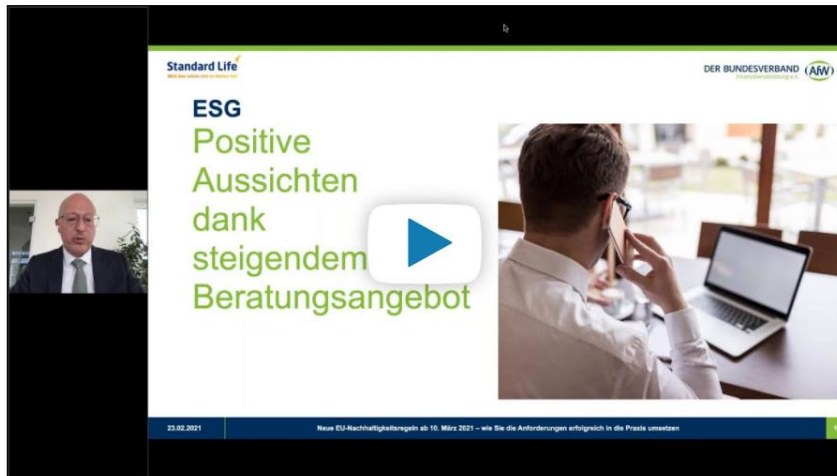 Standard Life
DER BUNDESVERBAND
AfW
ESG
Positive
Aussichten
dank
steigendem
Beratungsangebot
23.02.2021
Neue EU-Nachhaltigkeitsregeln ab 10. März 2021 – wie Sie die Anforderungen erfolgreich in die Praxis umsetzen